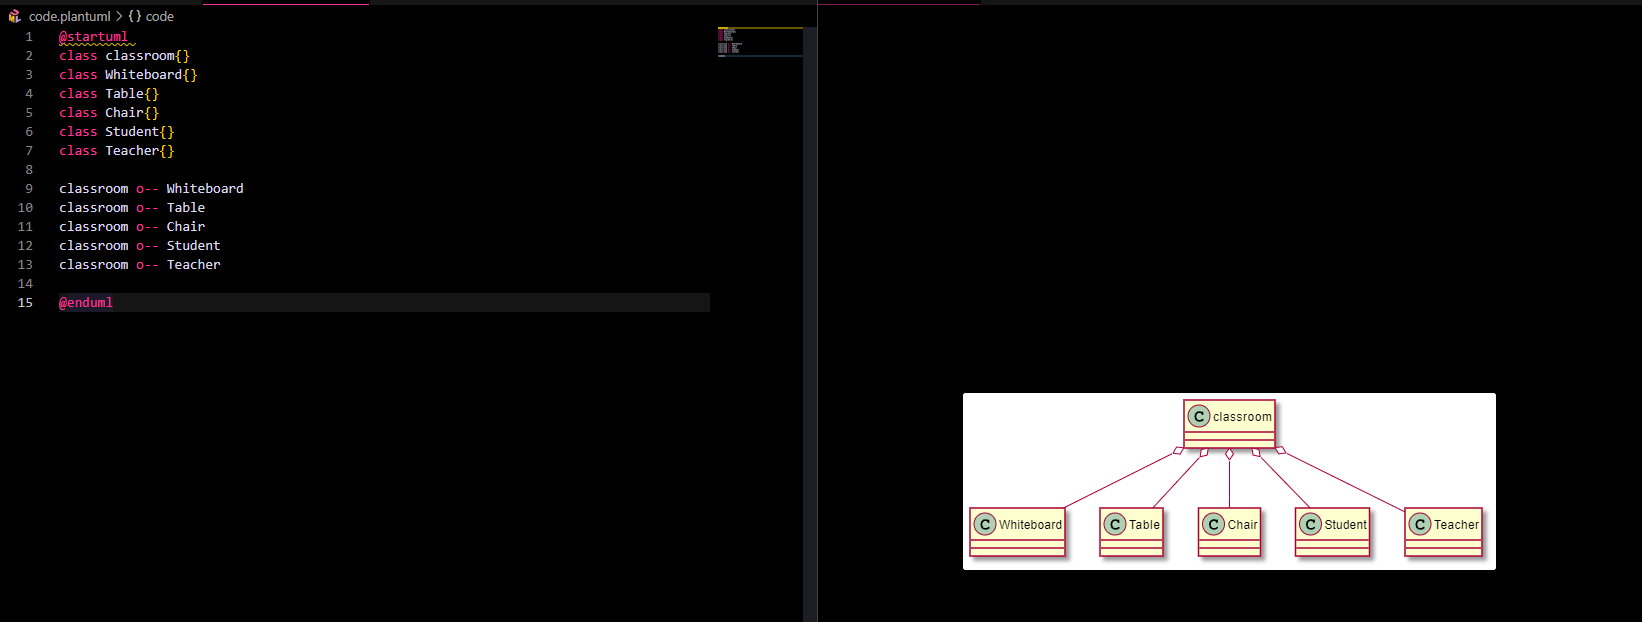 code.plantuml > {} code
1 @startuml
2 class classroom{}
3 class Whiteboard{}
4 class Table{}
5 class Chair{}
6 class Student{}
7 class Teacher{}
8
9 classroom o-- Whiteboard
10 classroom o-- Table
11 classroom o-- Chair
12 classroom o-- Student
13 classroom o-- Teacher
14
15 @enduml
C classroom
C Whiteboard C Table C Chair C Student C Teacher